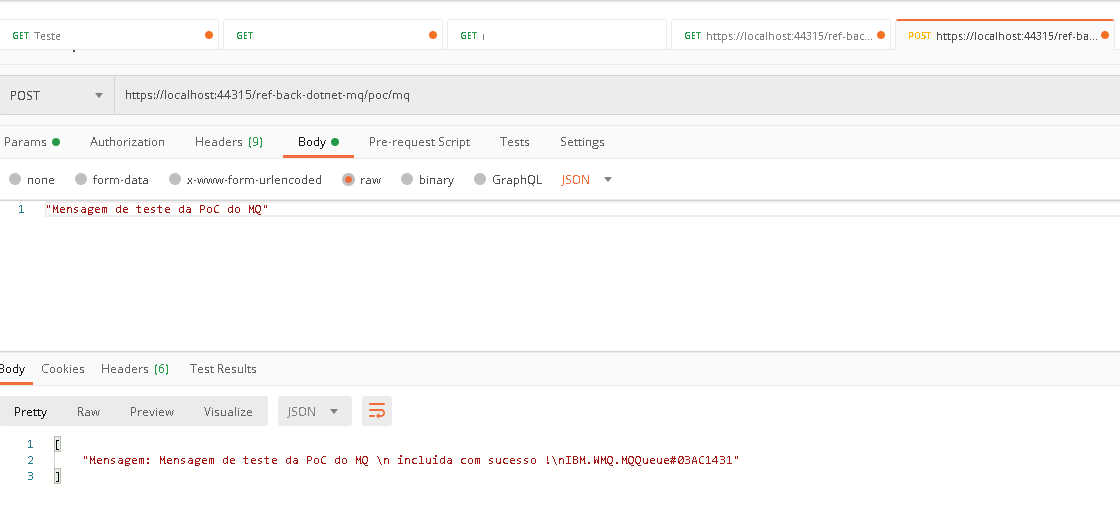 GET Teste
GET
GET
GET https://localhost:44315/ref-bac...
POST https://localhost:44315/ref-ba...
POST https://localhost:44315/ref-back-dotnet-mq/poc/mq
Params Authorization Headers (9) Body Pre-request Script Tests Settings
none form-data x-www-form-urlencoded raw binary GraphQL JSON
1 "Mensagem de teste da PoC do MQ"
Body Cookies Headers (6) Test Results
Pretty Raw Preview Visualize JSON
1 [
2 "Mensagem: Mensagem de teste da PoC do MQ \n incluida com sucesso !\nIBM.WMQ.MQQueue#03AC1431"
3 ]